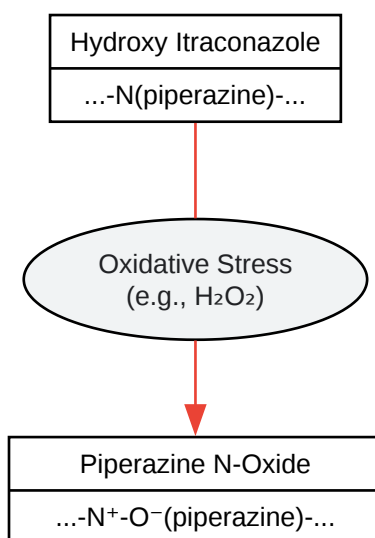 Hydroxy Itraconazole
...-N(piperazine)-...
Oxidative Stress
(e.g., H₂O₂)
Piperazine N-Oxide
...-N⁺-O⁻(piperazine)-...